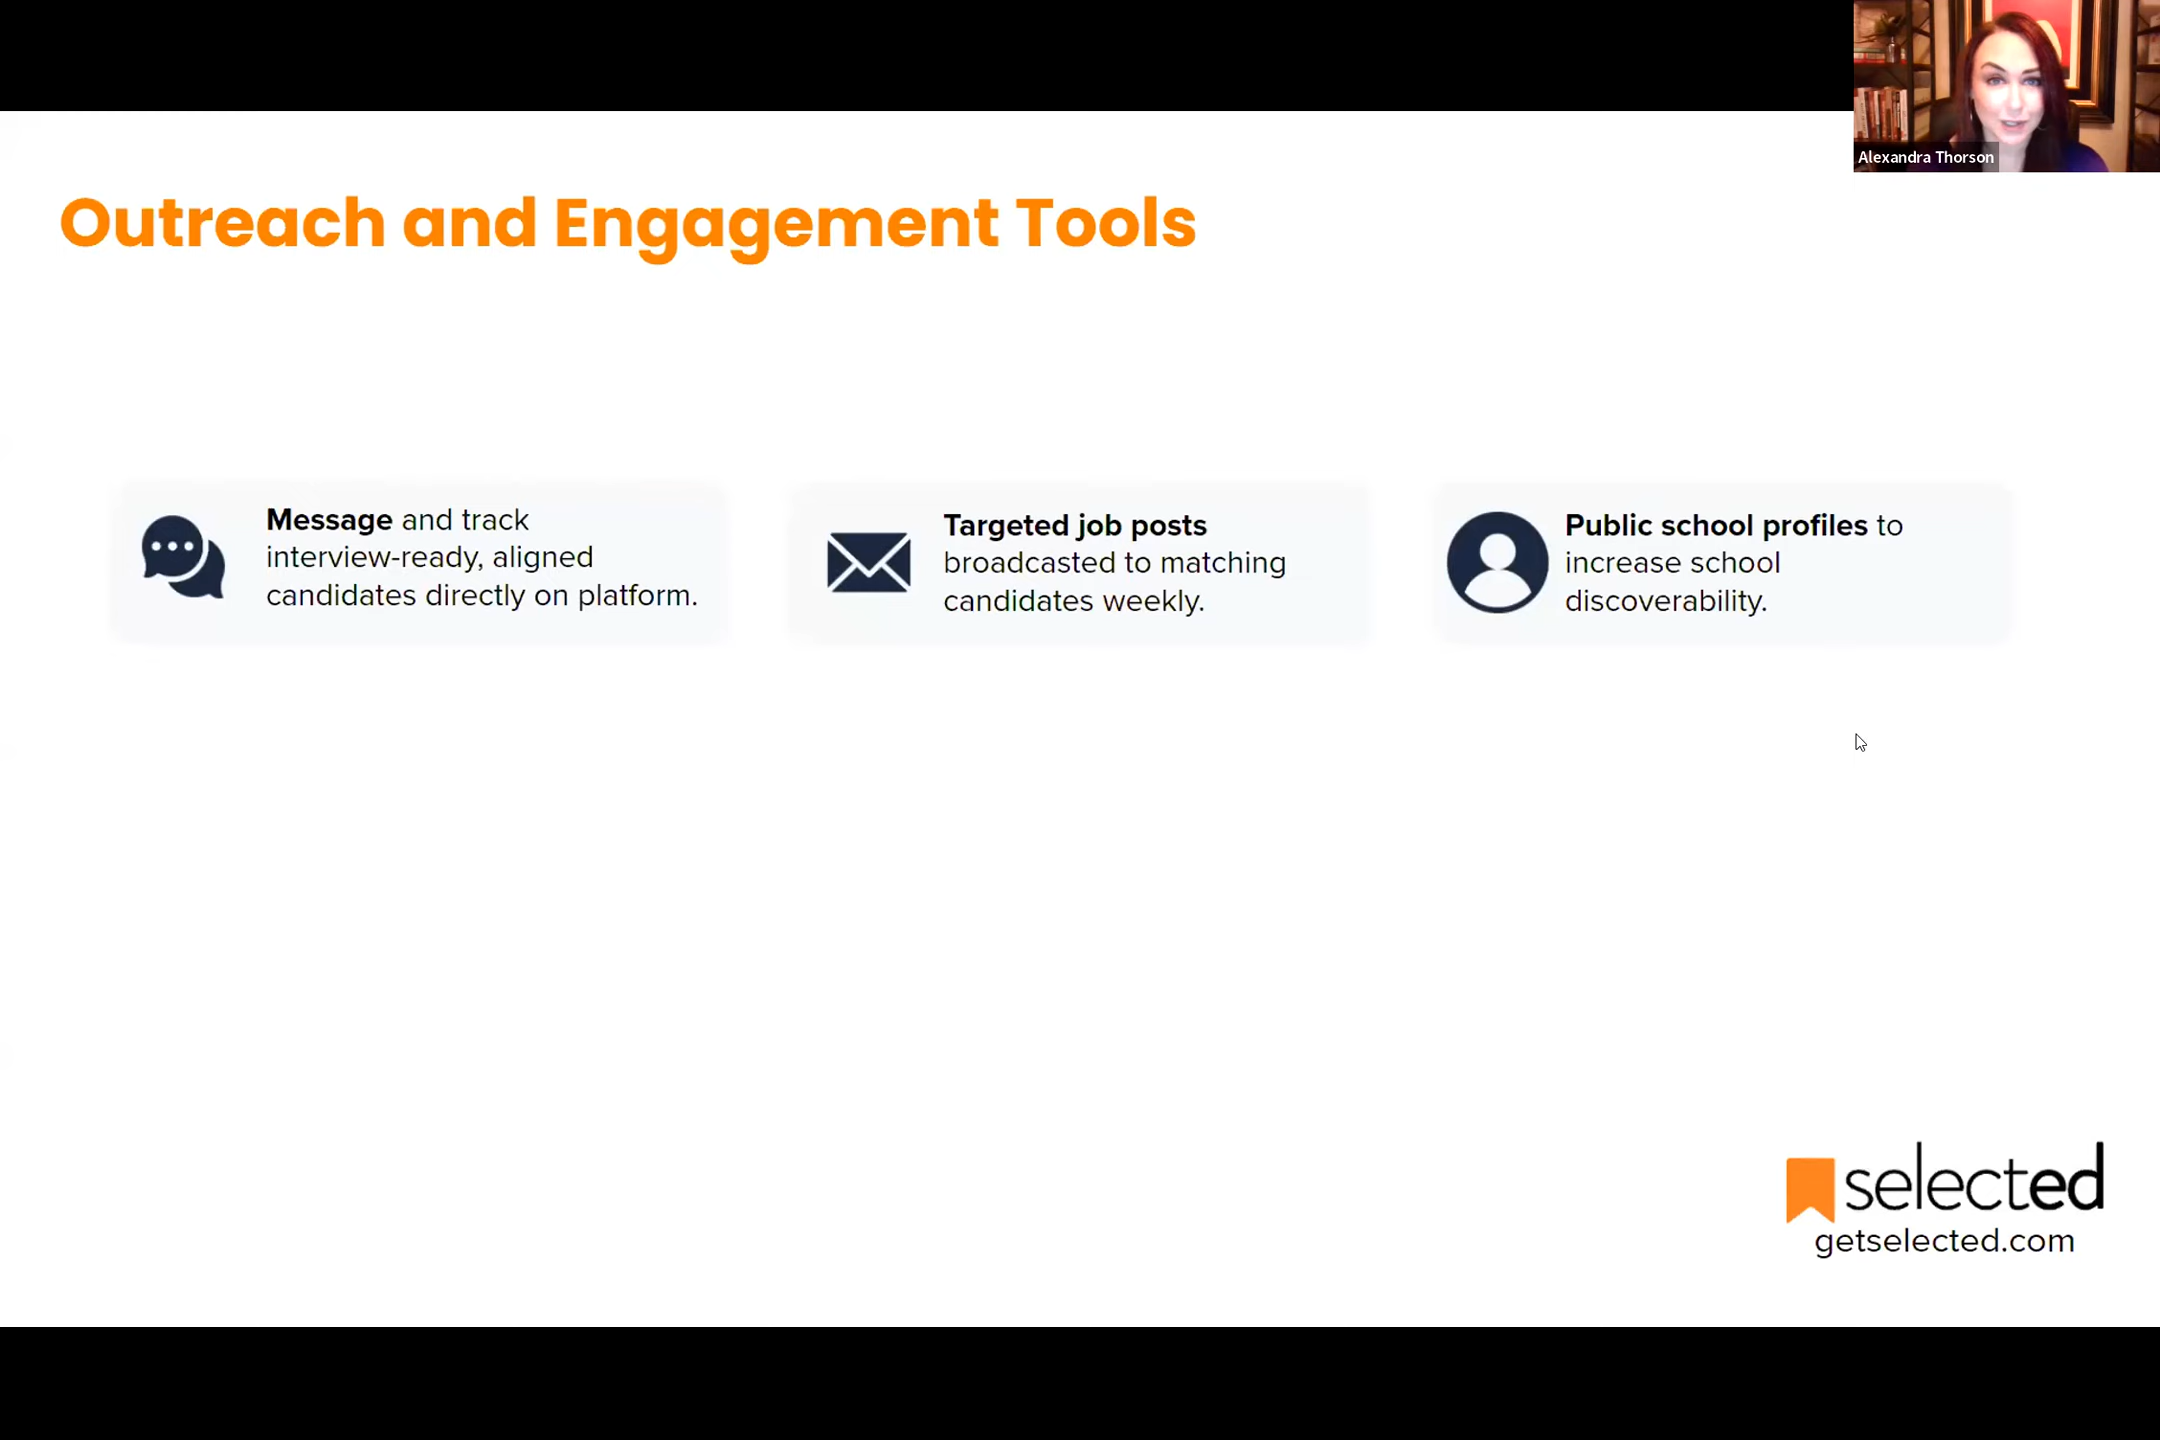 Alexandra Thorson
Outreach and Engagement Tools
Message and track
interview-ready, aligned
candidates directly on platform.
Targeted job posts
broadcasted to matching
candidates weekly.
Public school profiles to
increase school
discoverability.
selected
getselected.com